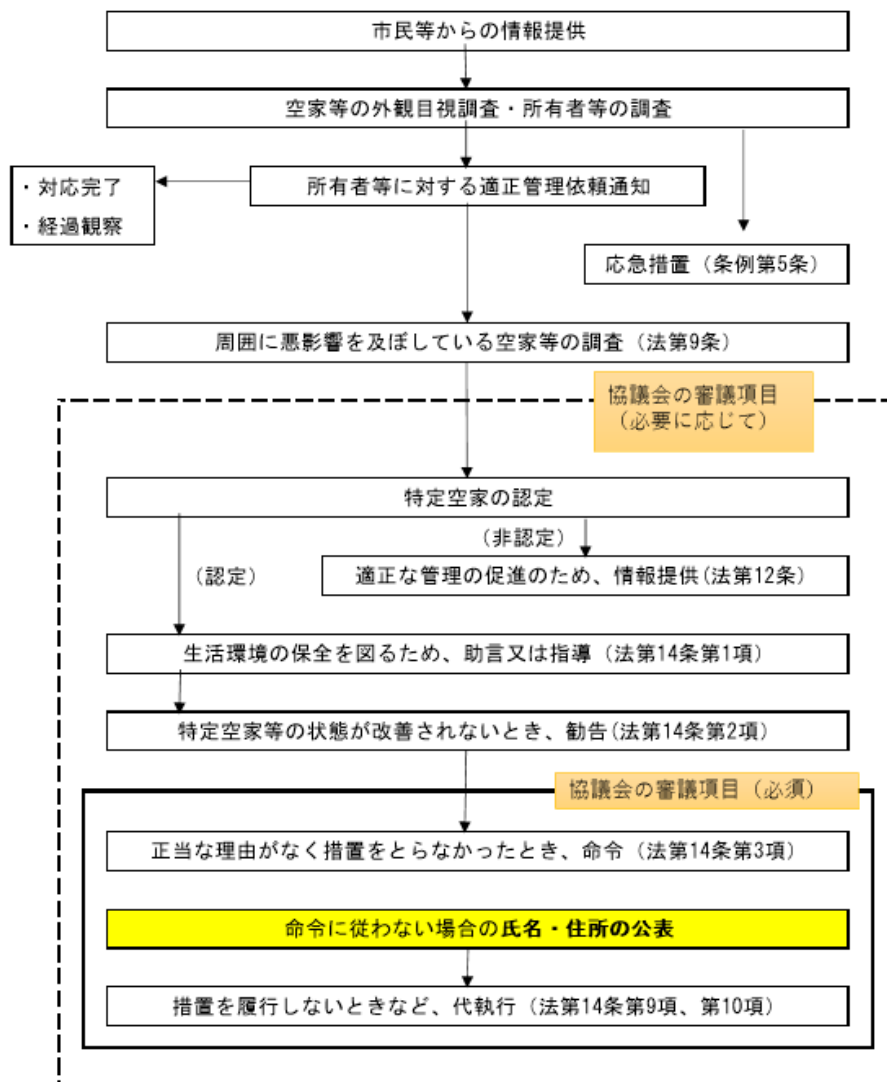 市民等からの情報提供
空家等の外観目視調査・所有者等の調査
・対応完了
・経過観察
所有者等に対する適正管理依頼通知
応急措置（条例第5条）
周囲に悪影響を及ぼしている空家等の調査（法第9条）
協議会の審議項目
（必要に応じて）
特定空家の認定
（非認定）
（認定）
適正な管理の促進のため、情報提供(法第12条）
生活環境の保全を図るため、助言又は指導（法第14条第1項）
特定空家等の状態が改善されないとき、勧告(法第14条第2項）
協議会の審議項目（必須）
正当な理由がなく措置をとらなかったとき、命令（法第14条第3項）
命令に従わない場合の氏名・住所の公表
措置を履行しないときなど、代執行（法第14条第9項、第10項）